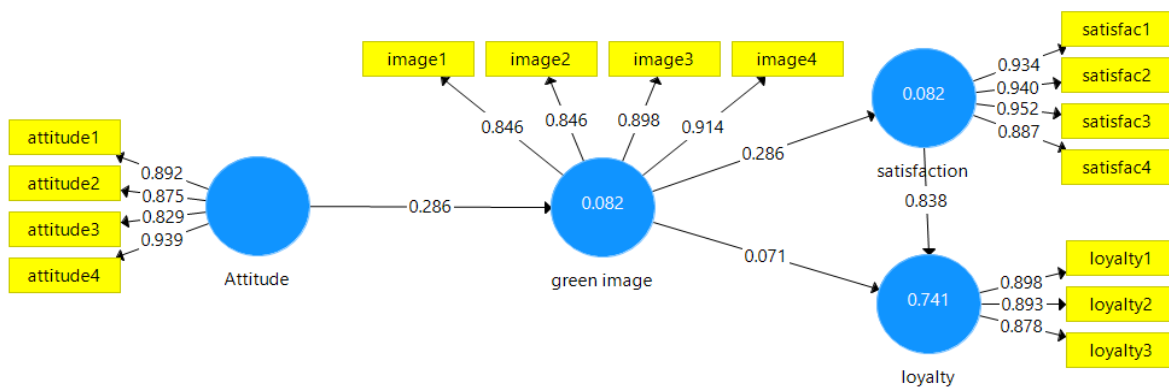 image1
image2
image3
image4
satisfac1
satisfac2
satisfac3
satisfac4
0.934
0.940
0.952
0.887
0.082
satisfaction
0.846
0.846
0.898
0.914
attitude1
attitude2
attitude3
attitude4
0.892
0.875
0.829
0.939
Attitude
0.286
0.082
green image
0.286
0.071
0.838
0.741
loyalty
0.898
0.893
0.878
loyalty1
loyalty2
loyalty3